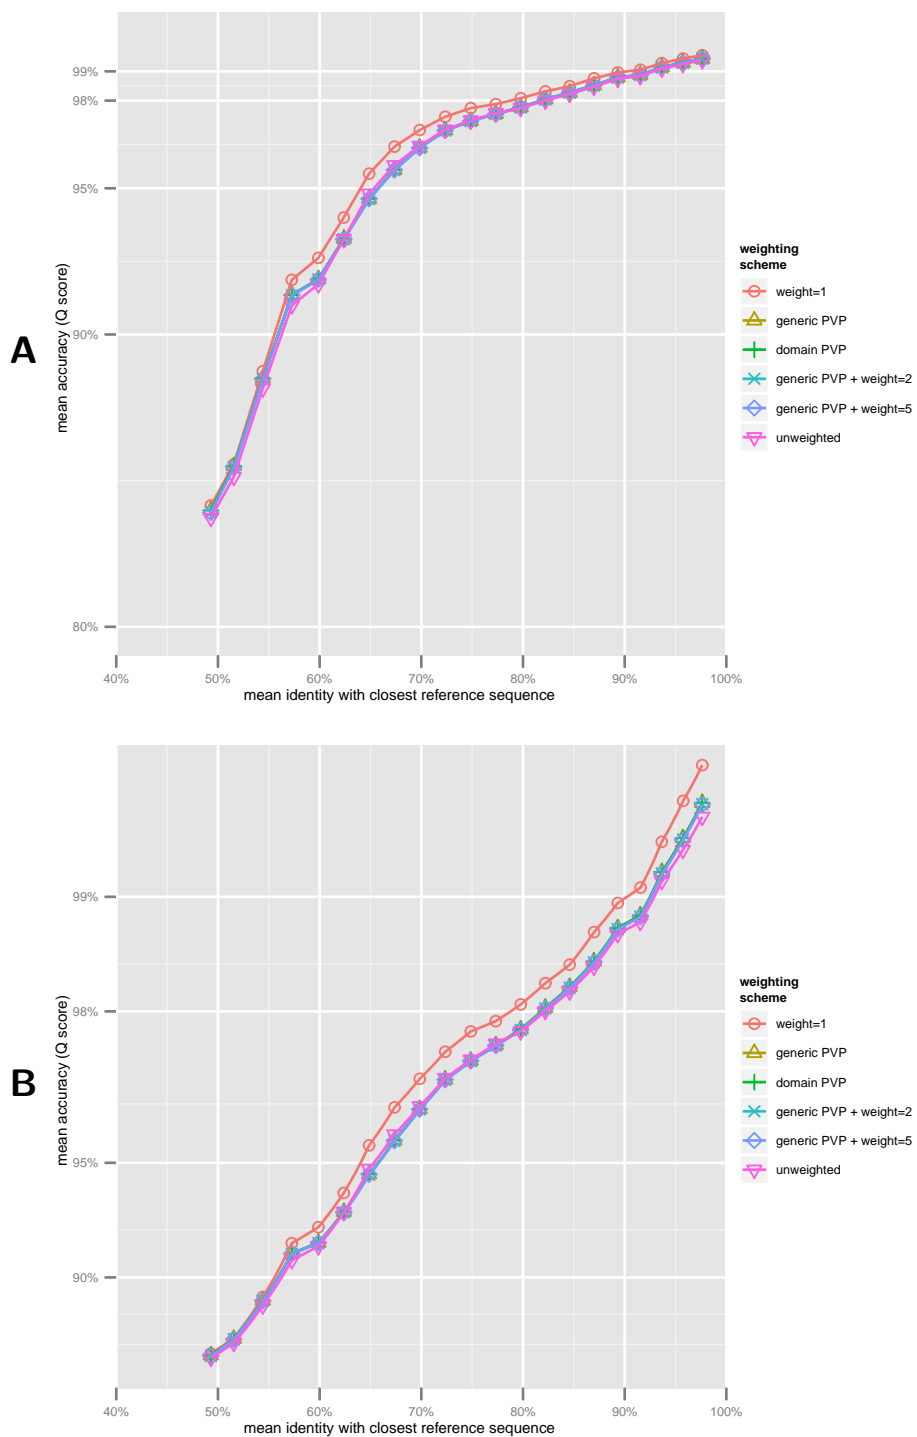 A
mean accuracy (Q score)
99%
98%
95%
90%
80%
40%
50%
60%
70%
80%
90%
100%
mean identity with closest reference sequence
weighting
scheme
weight=1
generic PVP
domain PVP
generic PVP + weight=2
generic PVP + weight=5
unweighted
B
mean accuracy (Q score)
99%
98%
95%
90%
40%
50%
60%
70%
80%
90%
100%
mean identity with closest reference sequence
weighting
scheme
weight=1
generic PVP
domain PVP
generic PVP + weight=2
generic PVP + weight=5
unweighted